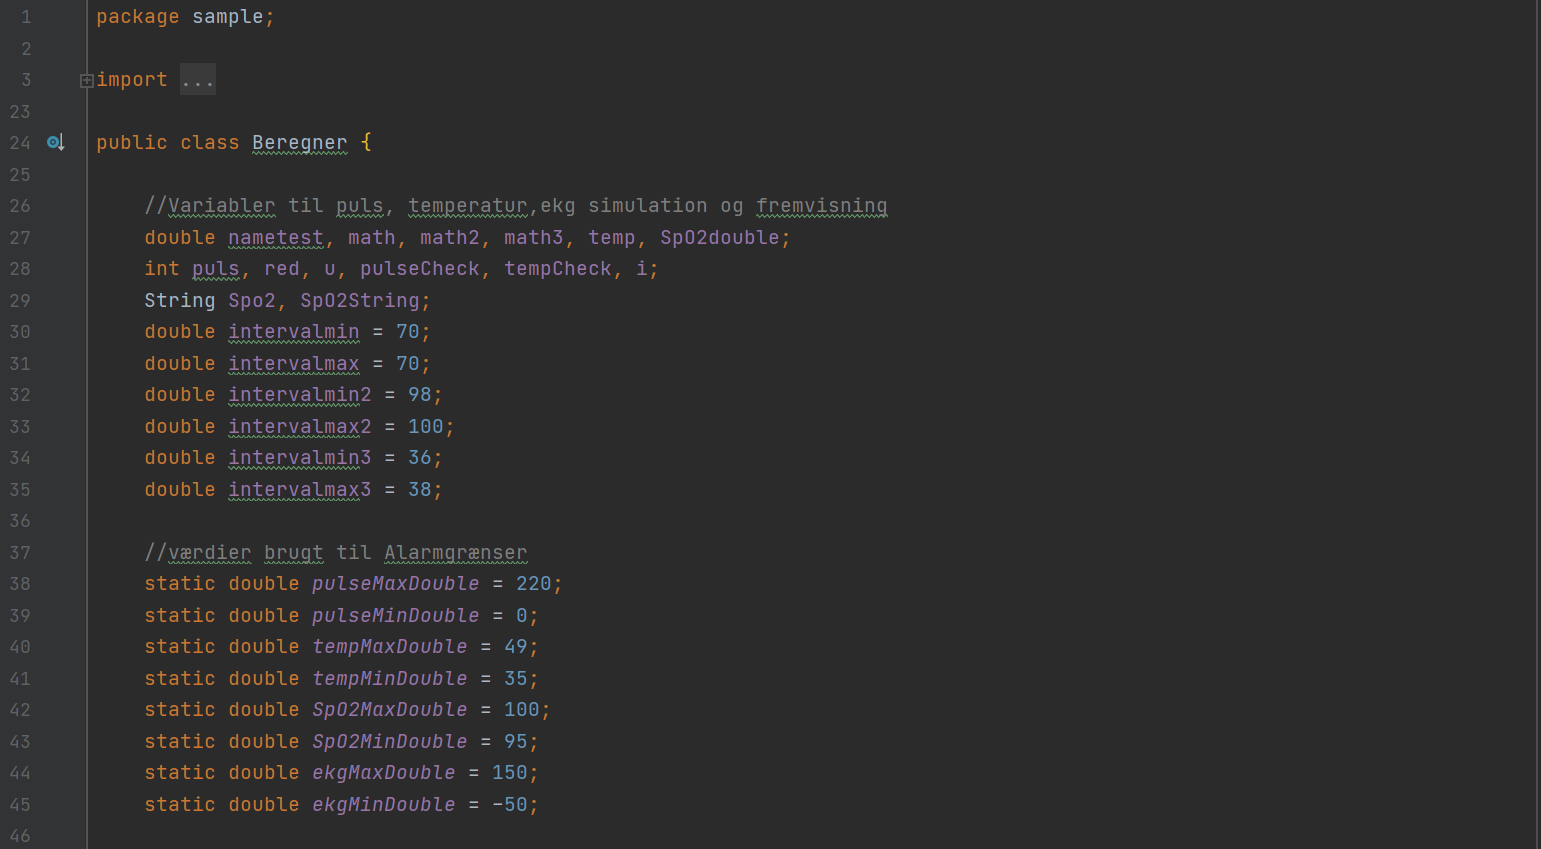 1 package sample;
2
3 import ...
23
24 public class Beregner {
25
26 //Variabler til puls, temperatur,ekg simulation og fremvisning
27 double nametest, math, math2, math3, temp, SpO2double;
28 int puls, red, u, pulseCheck, tempCheck, i;
29 String Spo2, SpO2String;
30 double intervalmin = 70;
31 double intervalmax = 70;
32 double intervalmin2 = 98;
33 double intervalmax2 = 100;
34 double intervalmin3 = 36;
35 double intervalmax3 = 38;
36
37 //værdier brugt til Alarmgrænser
38 static double pulseMaxDouble = 220;
39 static double pulseMinDouble = 0;
40 static double tempMaxDouble = 49;
41 static double tempMinDouble = 35;
42 static double SpO2MaxDouble = 100;
43 static double SpO2MinDouble = 95;
44 static double ekgMaxDouble = 150;
45 static double ekgMinDouble = -50;
46